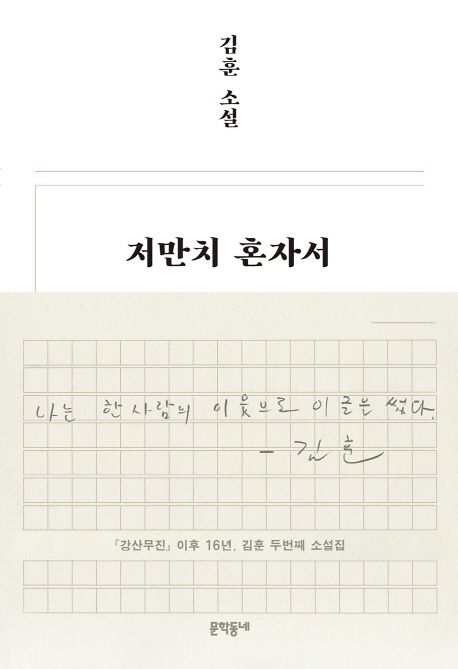 김훈 소설
저만치 혼자서
나는 한 사람의 이웃으로 이 글을 썼다.
- 김훈
『강산무진』 이후 16년, 김훈 두번째 소설집
문학동네